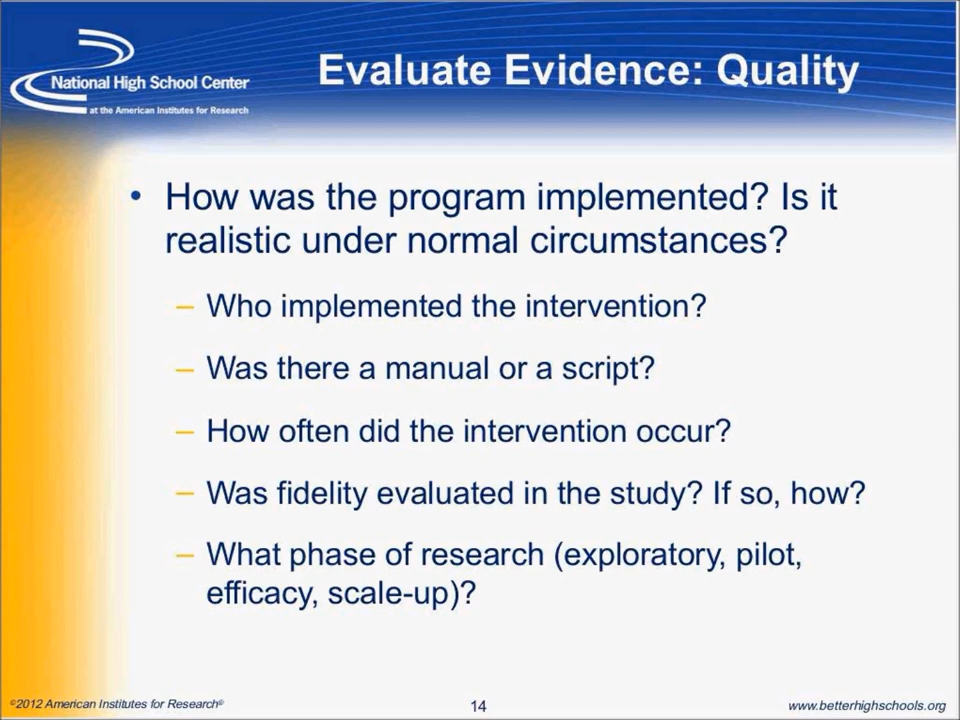 National High School Center
at the American Institutes for Research
Evaluate Evidence: Quality
• How was the program implemented? Is it
realistic under normal circumstances?
– Who implemented the intervention?
– Was there a manual or a script?
– How often did the intervention occur?
– Was fidelity evaluated in the study? If so, how?
– What phase of research (exploratory, pilot,
efficacy, scale-up)?
©2012 American Institutes for Research®
14
www.betterhighschools.org